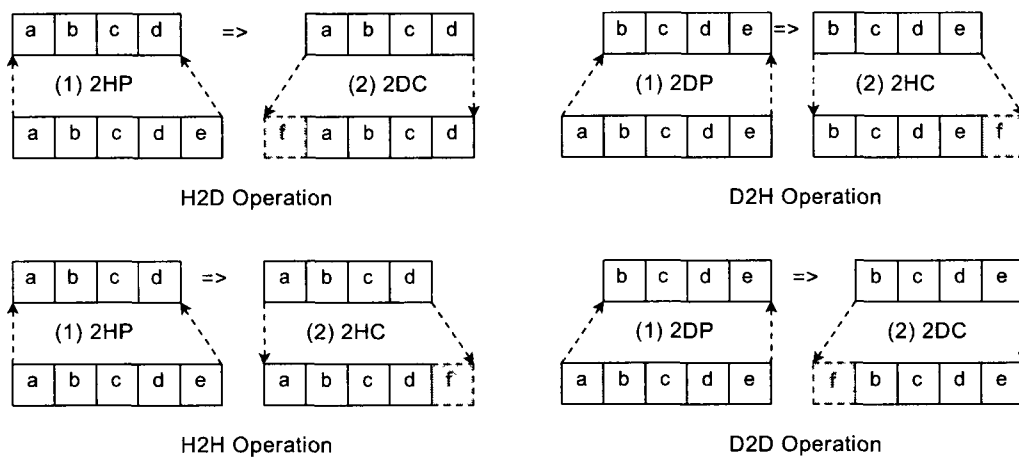 a b c d => a b c d
(1) 2HP (2) 2DC
a b c d e f a b c d
H2D Operation
b c d e => b c d e
(1) 2DP (2) 2HC
a b c d e b c d e f
D2H Operation
a b c d => a b c d
(1) 2HP (2) 2HC
a b c d e a b c d f
H2H Operation
b c d e => b c d e
(1) 2DP (2) 2DC
a b c d e f b c d e
D2D Operation